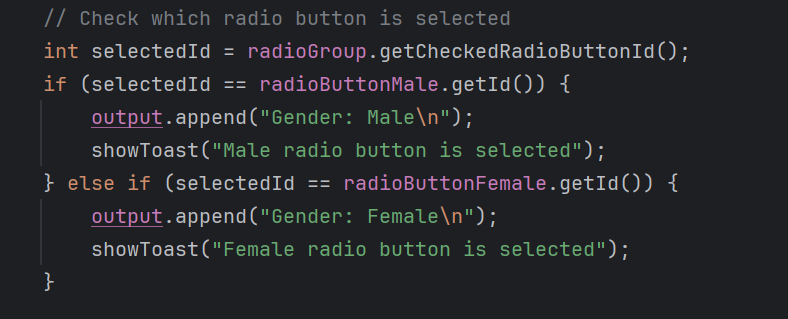 // Check which radio button is selected
int selectedId = radioGroup.getCheckedRadioButtonId();
if (selectedId == radioButtonMale.getId()) {
    output.append("Gender: Male\n");
    showToast("Male radio button is selected");
} else if (selectedId == radioButtonFemale.getId()) {
    output.append("Gender: Female\n");
    showToast("Female radio button is selected");
}